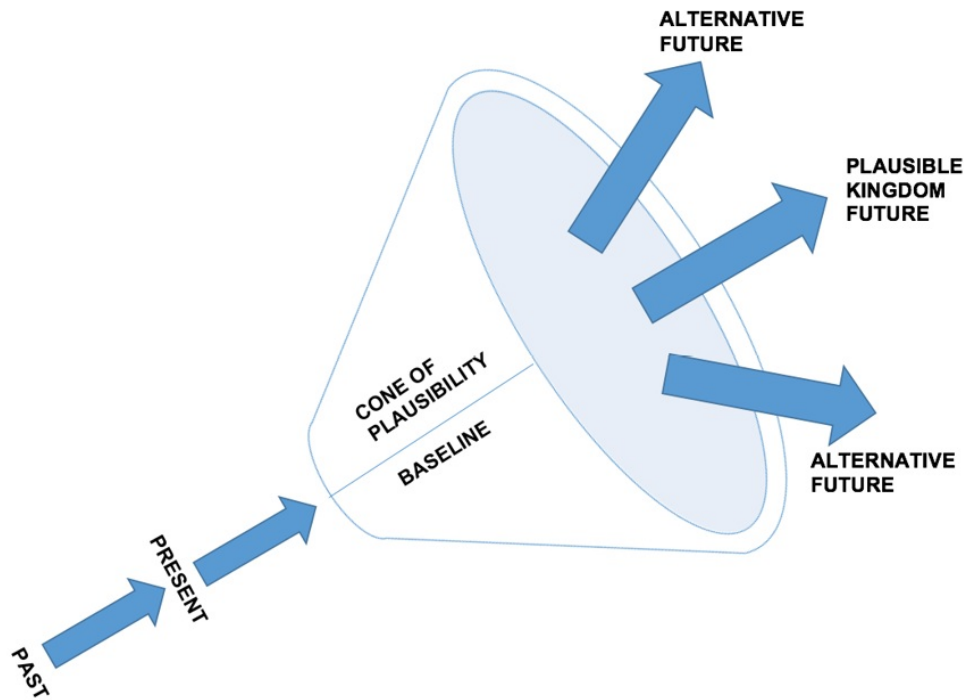 ALTERNATIVE
FUTURE
PLAUSIBLE
KINGDOM
FUTURE
CONE OF
PLAUSIBILITY
BASELINE
ALTERNATIVE
FUTURE
PRESENT
PAST